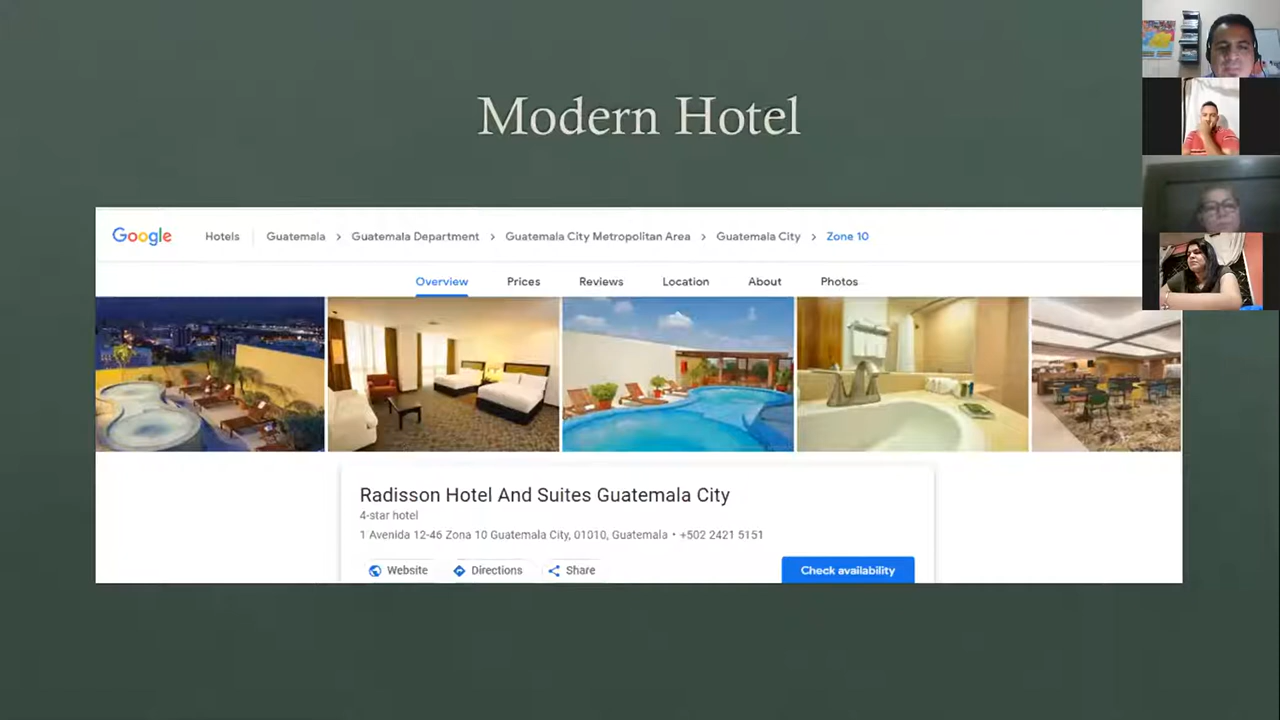 Modern Hotel
Google Hotels Guatemala > Guatemala Department > Guatemala City Metropolitan Area > Guatemala City > Zone 10
Overview Prices Reviews Location About Photos
Radisson Hotel And Suites Guatemala City
4-star hotel
1 Avenida 12-46 Zona 10 Guatemala City, 01010, Guatemala • +502 2421 5151
Website Directions Share Check availability